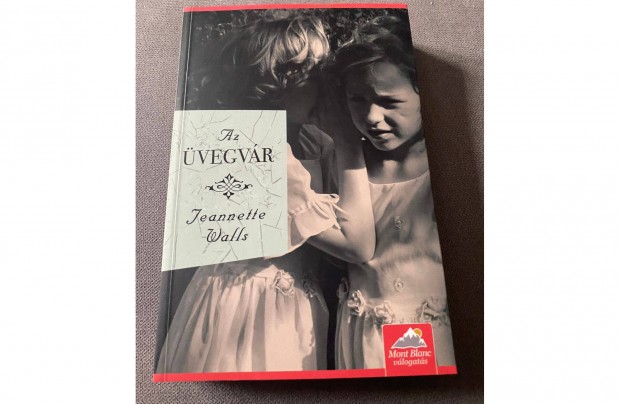 Az
ÜVEGVÁR
Jeannette
Walls
Mont Blanc
válogatás